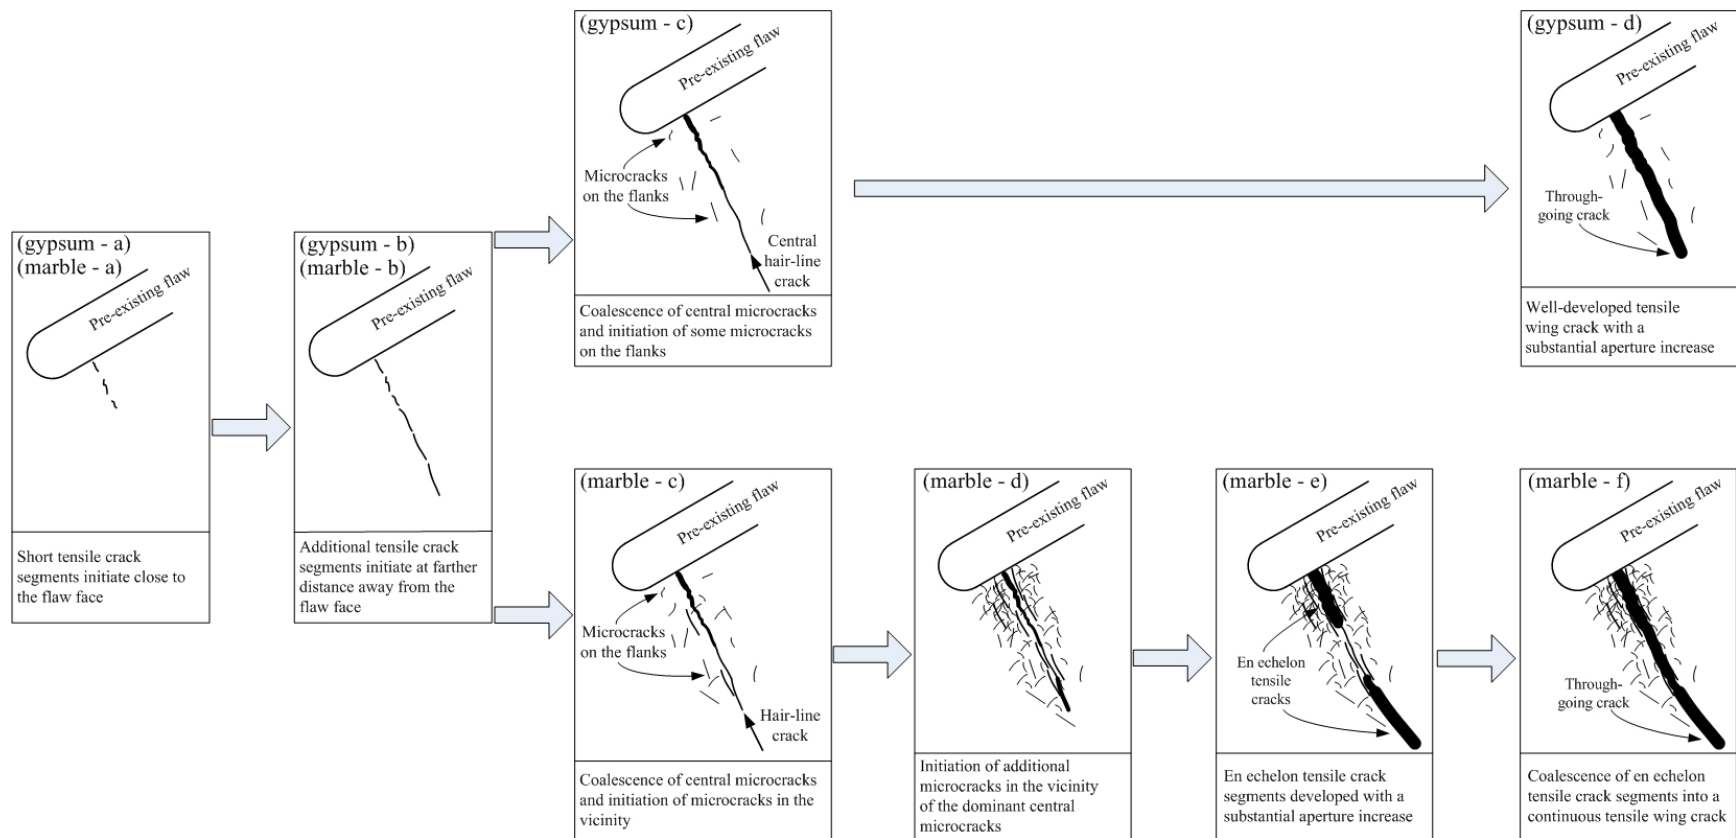 (gypsum - a)
(marble - a)
Pre-existing flaw
Short tensile crack
segments initiate close to
the flaw face
(gypsum - b)
(marble - b)
Pre-existing flaw
Additional tensile crack
segments initiate at farther
distance away from the
flaw face
(gypsum - c)
Pre-existing flaw
Microcracks
on the flanks
Central
hair-line
crack
Coalescence of central microcracks
and initiation of some microcracks
on the flanks
(gypsum - d)
Pre-existing flaw
Through-
going crack
Well-developed tensile
wing crack with a
substantial aperture increase
(marble - c)
Pre-existing flaw
Microcracks
on the flanks
Hair-line
crack
Coalescence of central microcracks
and initiation of microcracks in the
vicinity
(marble - d)
Pre-existing flaw
Initiation of additional
microcracks in the vicinity
of the dominant central
microcracks
(marble - e)
Pre-existing flaw
En echelon
tensile
cracks
En echelon tensile crack
segments developed with a
substantial aperture increase
(marble - f)
Pre-existing flaw
Through-
going crack
Coalescence of en echelon
tensile crack segments into a
continuous tensile wing crack